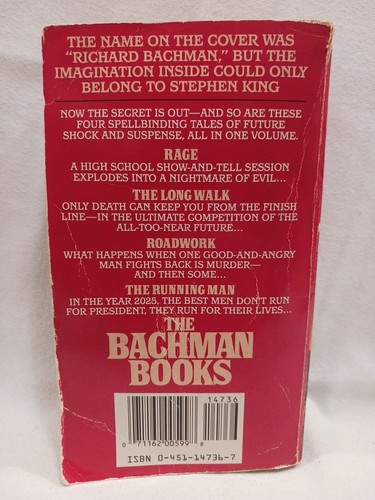 THE NAME ON THE COVER WAS
"RICHARD BACHMAN," BUT THE
IMAGINATION INSIDE COULD ONLY
BELONG TO STEPHEN KING
NOW THE SECRET IS OUT—AND SO ARE THESE
FOUR SPELLBINDING TALES OF FUTURE
SHOCK AND SUSPENSE, ALL IN ONE VOLUME.
RAGE
A HIGH SCHOOL SHOW-AND-TELL SESSION
EXPLODES INTO A NIGHTMARE OF EVIL...
THE LONG WALK
ONLY DEATH CAN KEEP YOU FROM THE FINISH
LINE—IN THE ULTIMATE COMPETITION OF THE
ALL-TOO-NEAR FUTURE...
ROADWORK
WHAT HAPPENS WHEN ONE GOOD-AND-ANGRY
MAN FIGHTS BACK IS MURDER—
AND THEN SOME...
THE RUNNING MAN
IN THE YEAR 2025, THE BEST MEN DON'T RUN
FOR PRESIDENT, THEY RUN FOR THEIR LIVES...
THE
BACHMAN
BOOKS
14736
0 71162 00599 8
ISBN 0-451-14736-7